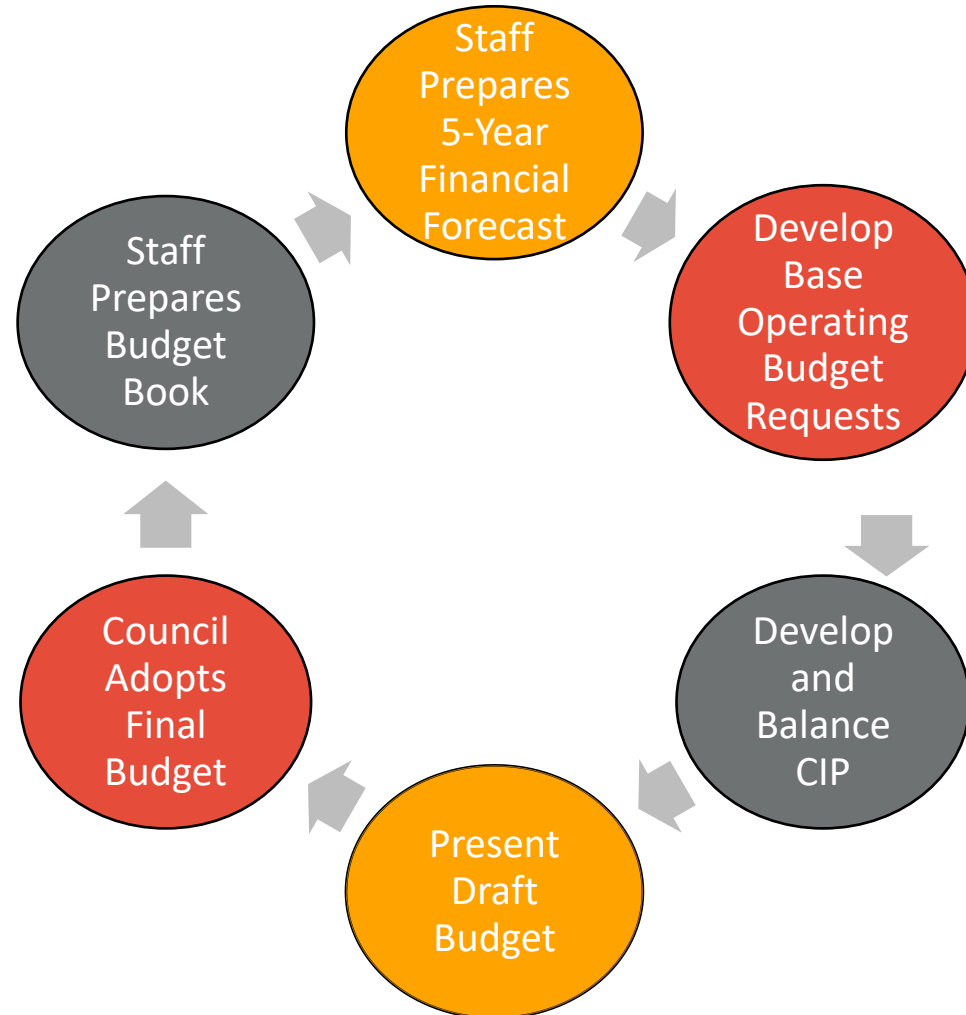 Staff
Prepares
5-Year
Financial
Forecast
Develop
Base
Operating
Budget
Requests
Develop
and
Balance
CIP
Present
Draft
Budget
Council
Adopts
Final
Budget
Staff
Prepares
Budget
Book